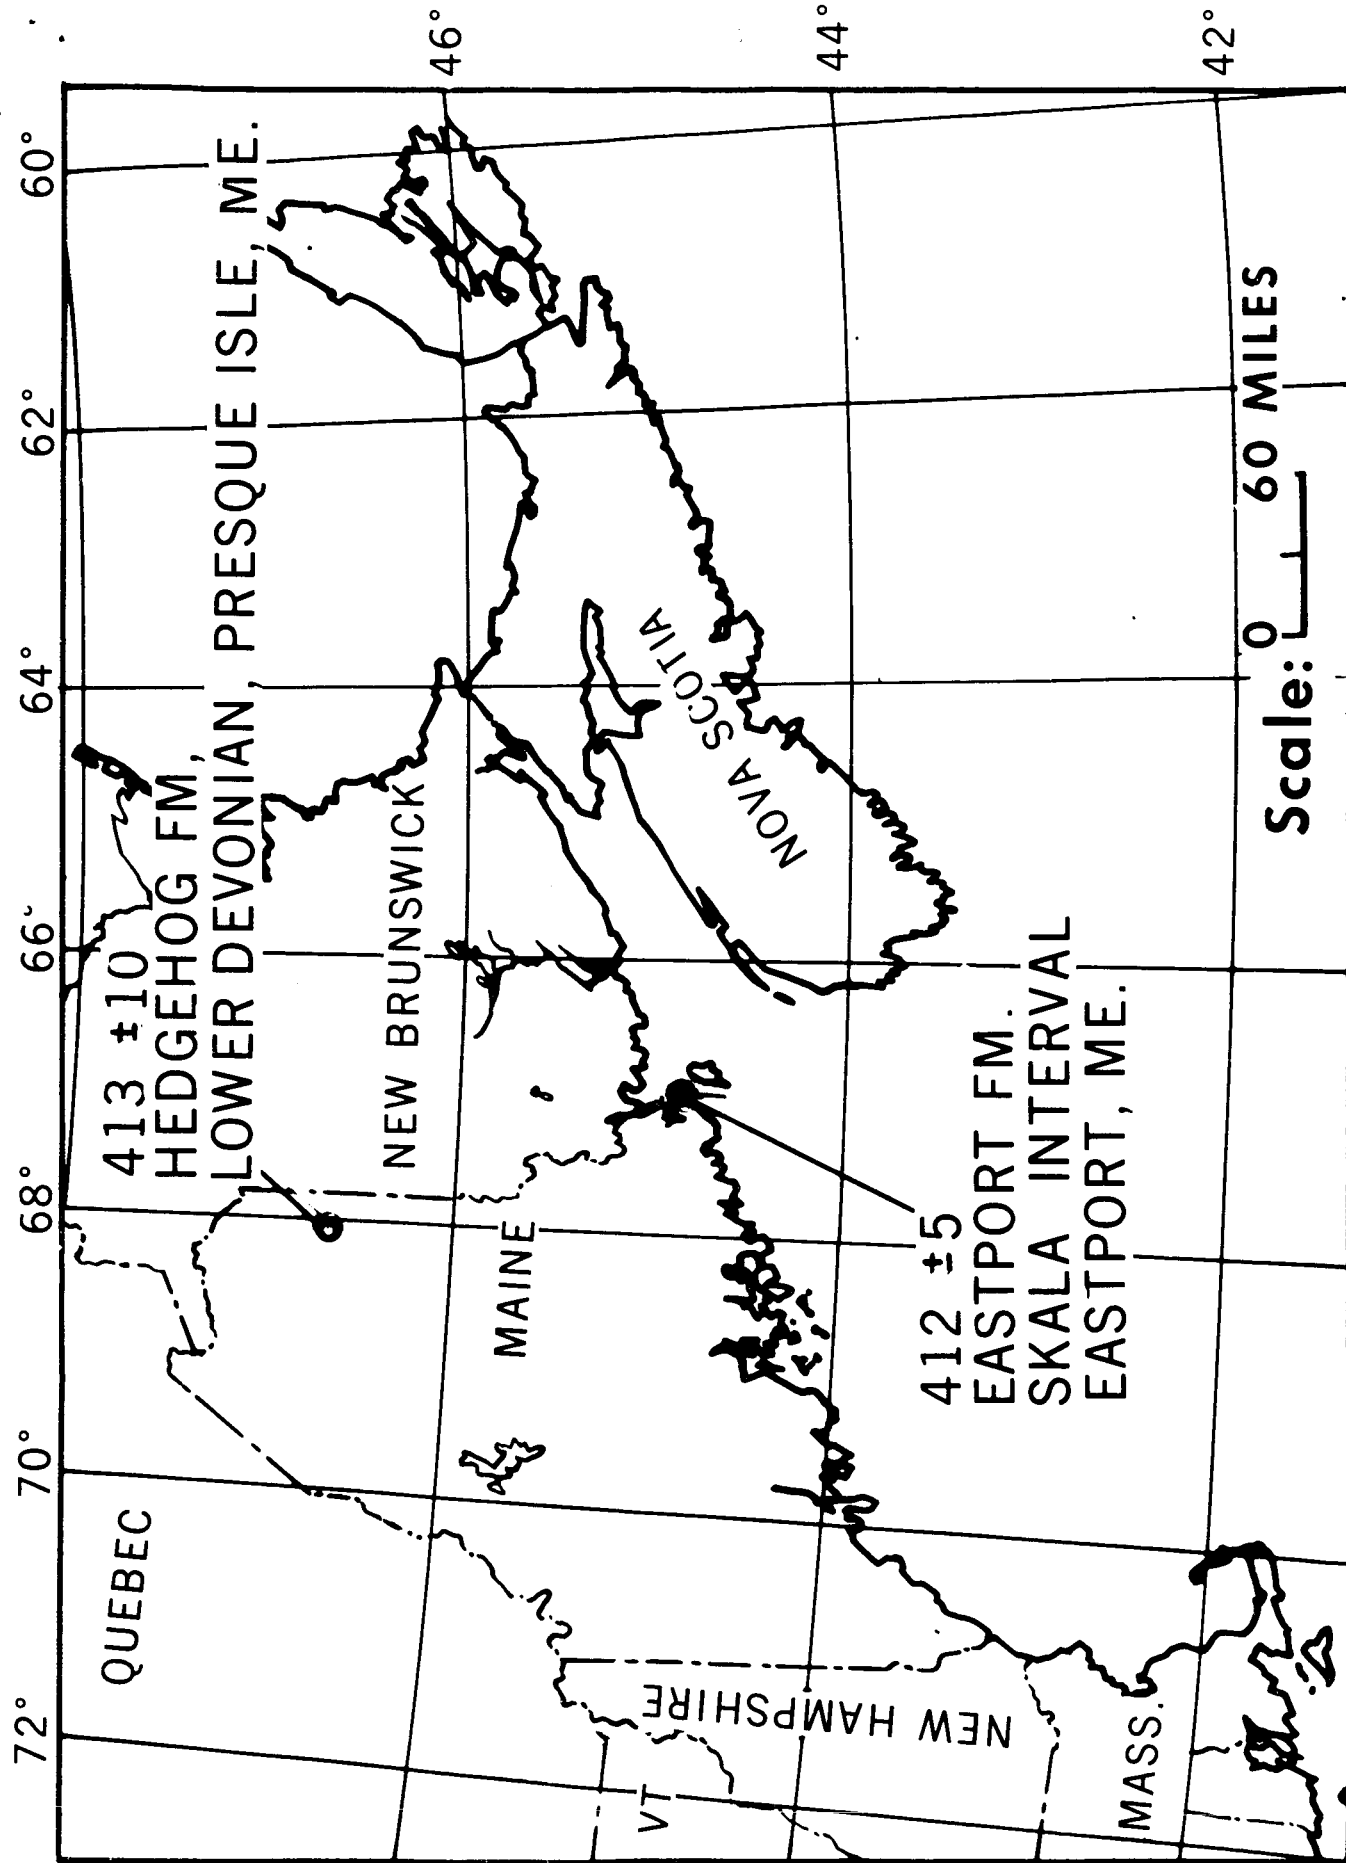 72°
70°
68°
66°
64°
62°
60°
46°
44°
42°
QUEBEC
413 ±10
HEDGEHOG FM,
LOWER DEVONIAN, PRESQUE ISLE, ME.
NEW BRUNSWICK
MAINE
NOVA SCOTIA
VT
NEW HAMPSHIRE
MASS.
412 ±5
EASTPORT FM.
SKALA INTERVAL
EASTPORT, ME.
Scale: 0 60 MILES